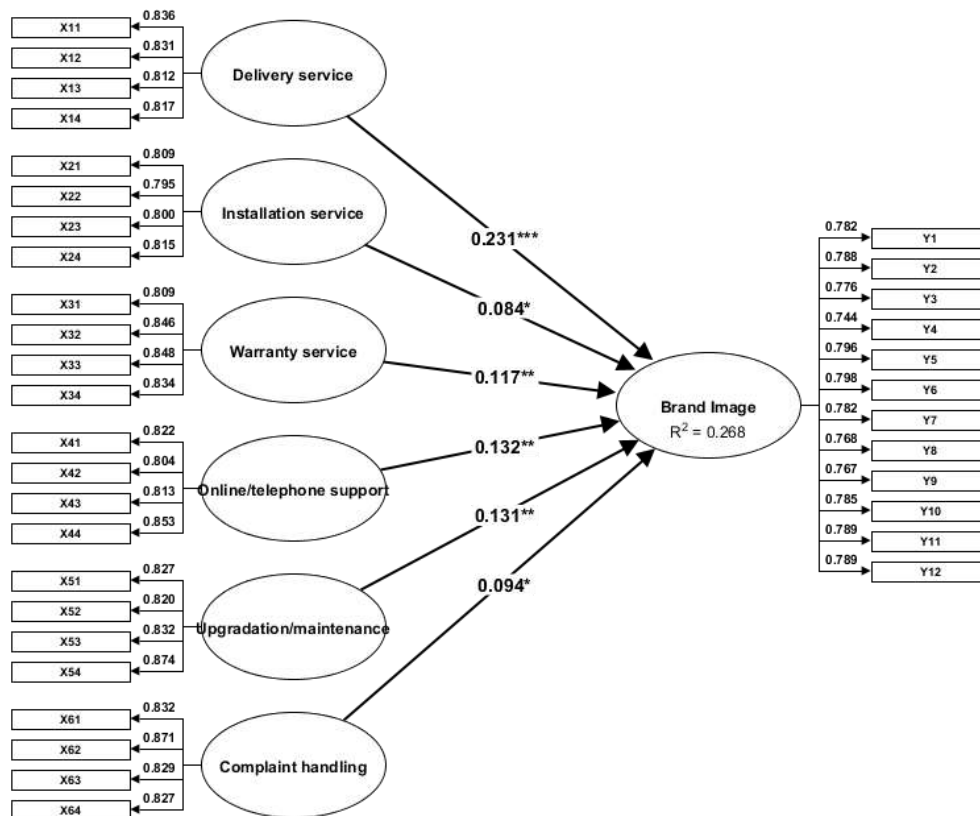 0.836
X11
0.831
X12
0.812
X13
0.817
X14
Delivery service
0.809
X21
0.795
X22
0.800
X23
0.815
X24
Installation service
0.809
X31
0.846
X32
0.848
X33
0.834
X34
Warranty service
0.822
X41
0.804
X42
0.813
X43
0.853
X44
Online/telephone support
0.827
X51
0.820
X52
0.832
X53
0.874
X54
Upgradation/maintenance
0.832
X61
0.871
X62
0.829
X63
0.827
X64
Complaint handling
0.231***
0.084*
0.117**
0.132**
0.131**
0.094*
Brand Image
R² = 0.268
0.782
Y1
0.788
Y2
0.776
Y3
0.744
Y4
0.796
Y5
0.798
Y6
0.782
Y7
0.768
Y8
0.767
Y9
0.785
Y10
0.789
Y11
0.789
Y12